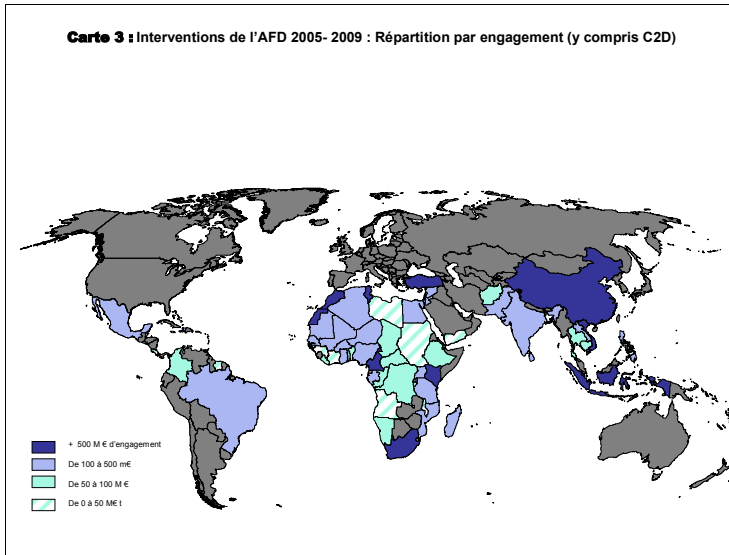 Carte 3 : Interventions de l'AFD 2005- 2009 : Répartition par engagement (y compris C2D)
+ 500 M € d'engagement
De 100 à 500 m€
De 50 à 100 M €
De 0 à 50 M€ t